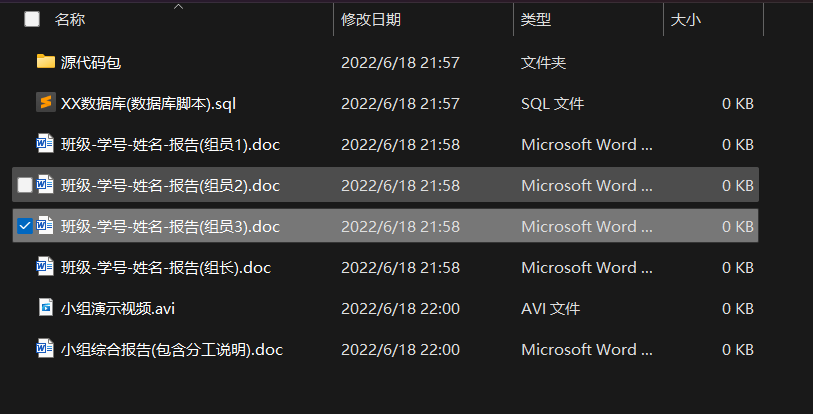 名称 修改日期 类型 大小
源代码包 2022/6/18 21:57 文件夹
XX数据库(数据库脚本).sql 2022/6/18 21:57 SQL 文件 0 KB
班级-学号-姓名-报告(组员1).doc 2022/6/18 21:58 Microsoft Word ... 0 KB
班级-学号-姓名-报告(组员2).doc 2022/6/18 21:58 Microsoft Word ... 0 KB
班级-学号-姓名-报告(组员3).doc 2022/6/18 21:58 Microsoft Word ... 0 KB
班级-学号-姓名-报告(组长).doc 2022/6/18 21:58 Microsoft Word ... 0 KB
小组演示视频.avi 2022/6/18 22:00 AVI 文件 0 KB
小组综合报告(包含分工说明).doc 2022/6/18 22:00 Microsoft Word ... 0 KB